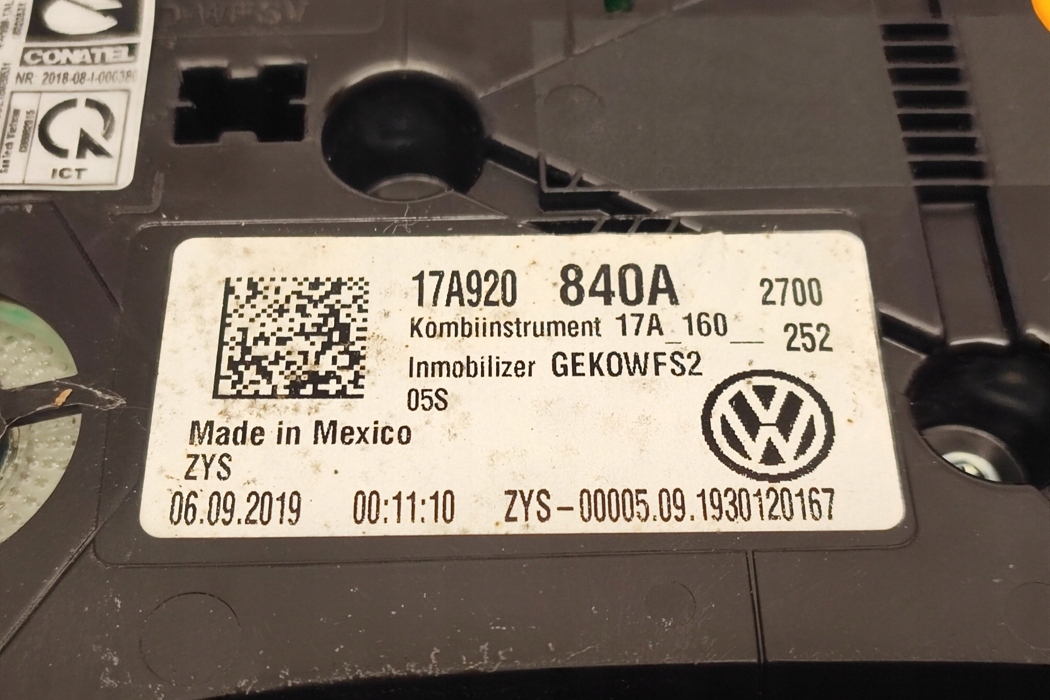 CONATEL
NR: 2018-08-I-000380
ICT
17A920 840A 2700
Kombiinstrument 17A_160__ 252
Inmobilizer GEKOWFS2
05S
Made in Mexico
ZYS
06.09.2019 00:11:10 ZYS-00005.09.1930120167